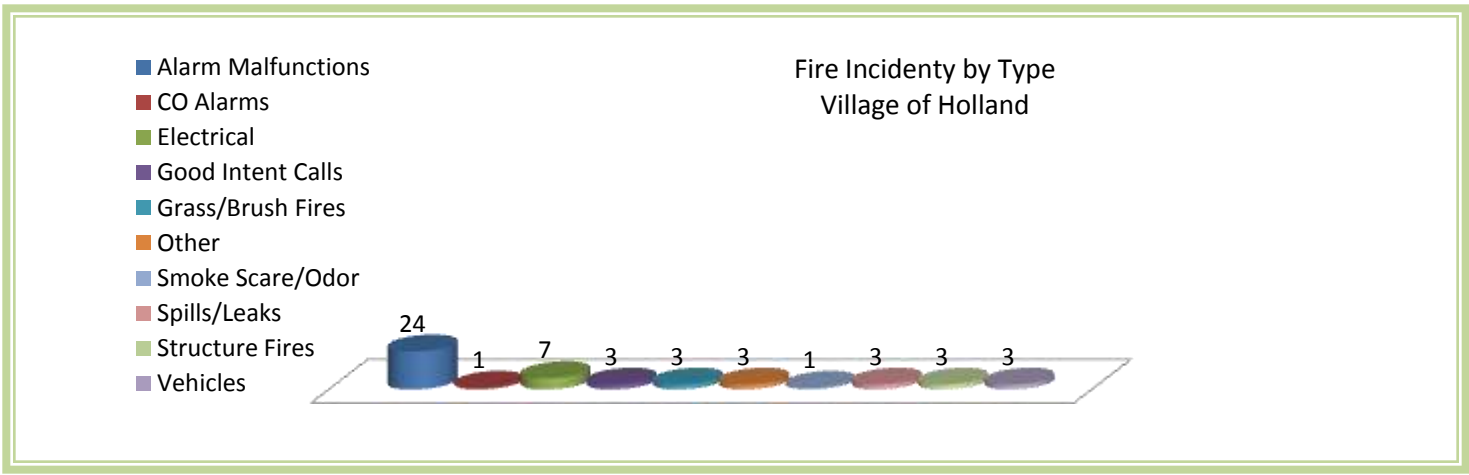 Fire Incidenty by Type
Village of Holland
Alarm Malfunctions
CO Alarms
Electrical
Good Intent Calls
Grass/Brush Fires
Other
Smoke Scare/Odor
Spills/Leaks
Structure Fires
Vehicles
24
1
7
3
3
3
1
3
3
3